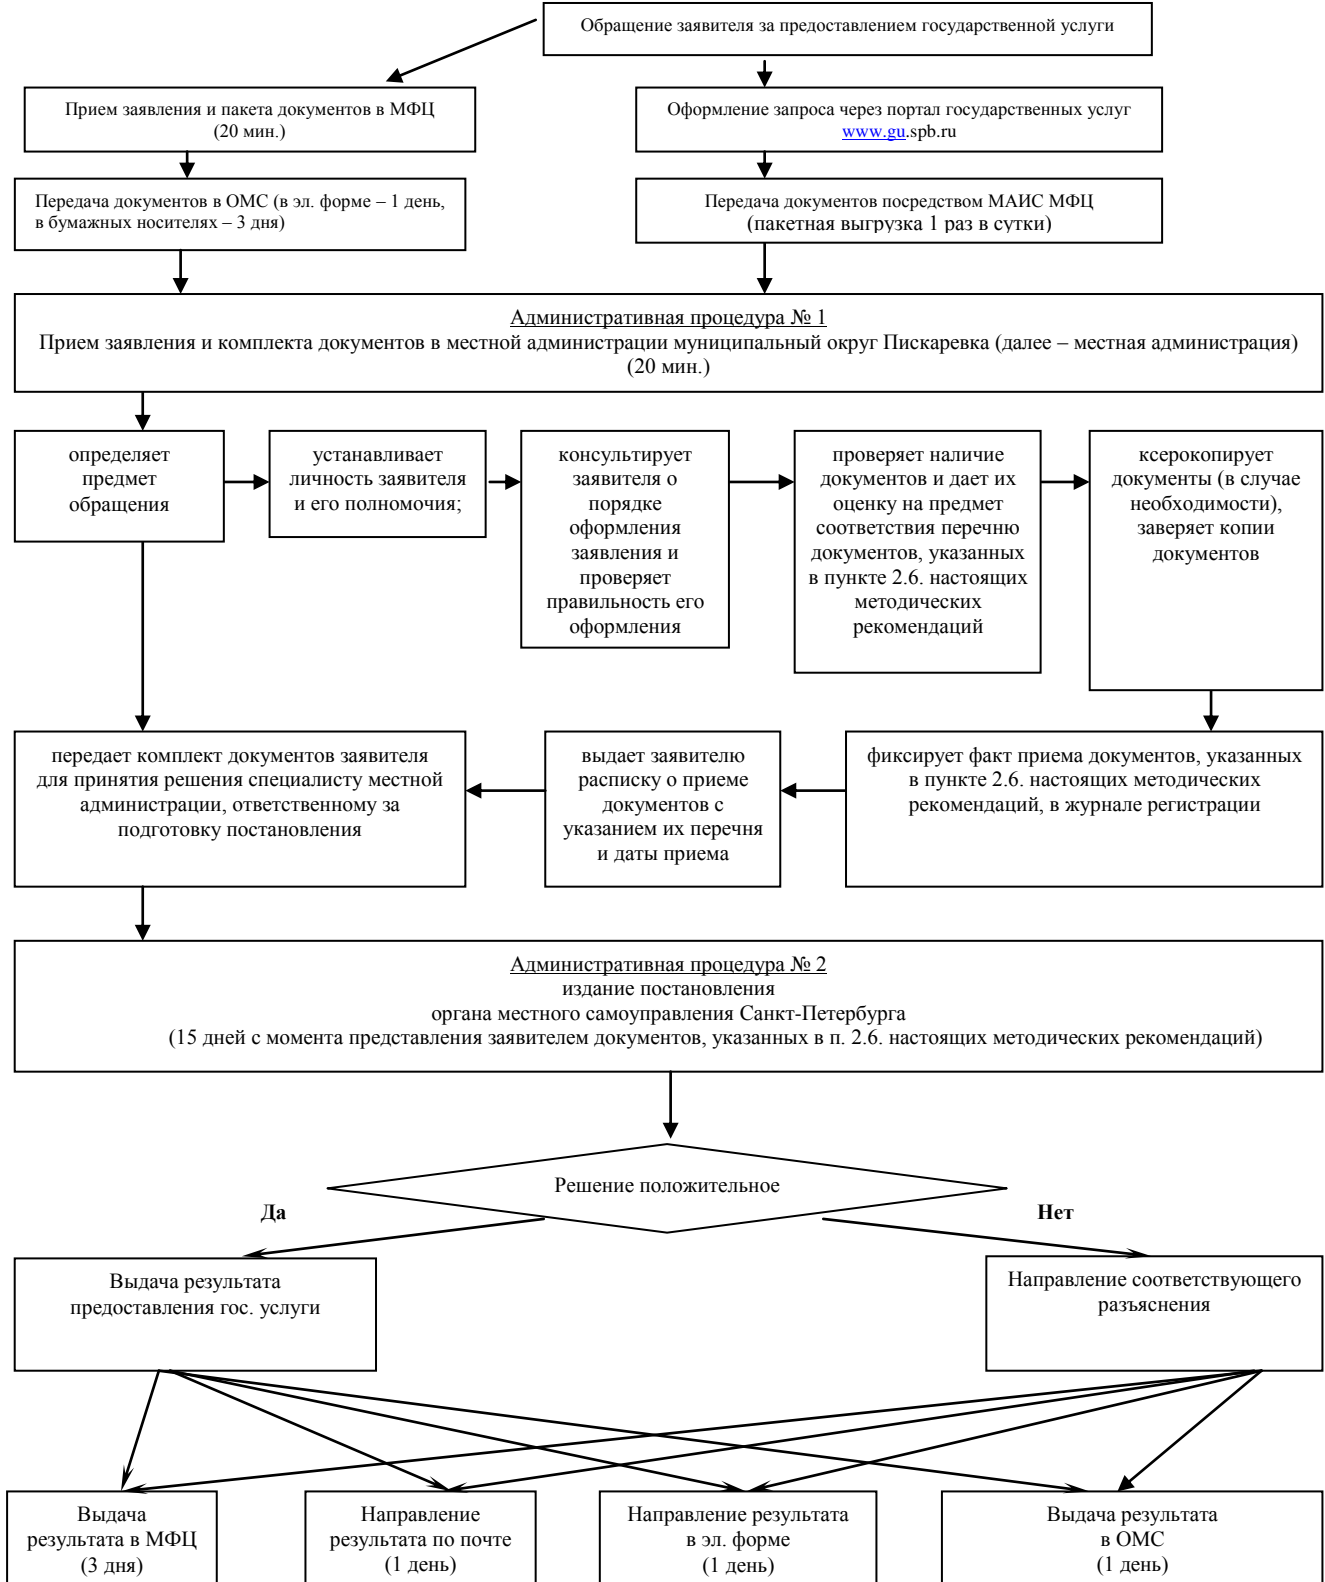 Обращение заявителя за предоставлением государственной услуги
Прием заявления и пакета документов в МФЦ
(20 мин.)
Оформление запроса через портал государственных услуг
www.gu.spb.ru
Передача документов в ОМС (в эл. форме – 1 день,
в бумажных носителях – 3 дня)
Передача документов посредством МАИС МФЦ
(пакетная выгрузка 1 раз в сутки)
Административная процедура № 1
Прием заявления и комплекта документов в местной администрации муниципальный округ Пискаревка (далее – местная администрация)
(20 мин.)
определяет
предмет
обращения
устанавливает
личность заявителя
и его полномочия;
консультирует
заявителя о
порядке
оформления
заявления и
проверяет
правильность его
оформления
проверяет наличие
документов и дает их
оценку на предмет
соответствия перечню
документов, указанных
в пункте 2.6. настоящих
методических
рекомендаций
ксерокопирует
документы (в случае
необходимости),
заверяет копии
документов
передает комплект документов заявителя
для принятия решения специалисту местной
администрации, ответственному за
подготовку постановления
выдает заявителю
расписку о приеме
документов с
указанием их перечня
и даты приема
фиксирует факт приема документов, указанных
в пункте 2.6. настоящих методических
рекомендаций, в журнале регистрации
Административная процедура № 2
издание постановления
органа местного самоуправления Санкт-Петербурга
(15 дней с момента представления заявителем документов, указанных в п. 2.6. настоящих методических рекомендаций)
Решение положительное
Да
Нет
Выдача результата
предоставления гос. услуги
Направление соответствующего
разъяснения
Выдача
результата в МФЦ
(3 дня)
Направление
результата по почте
(1 день)
Направление результата
в эл. форме
(1 день)
Выдача результата
в ОМС
(1 день)